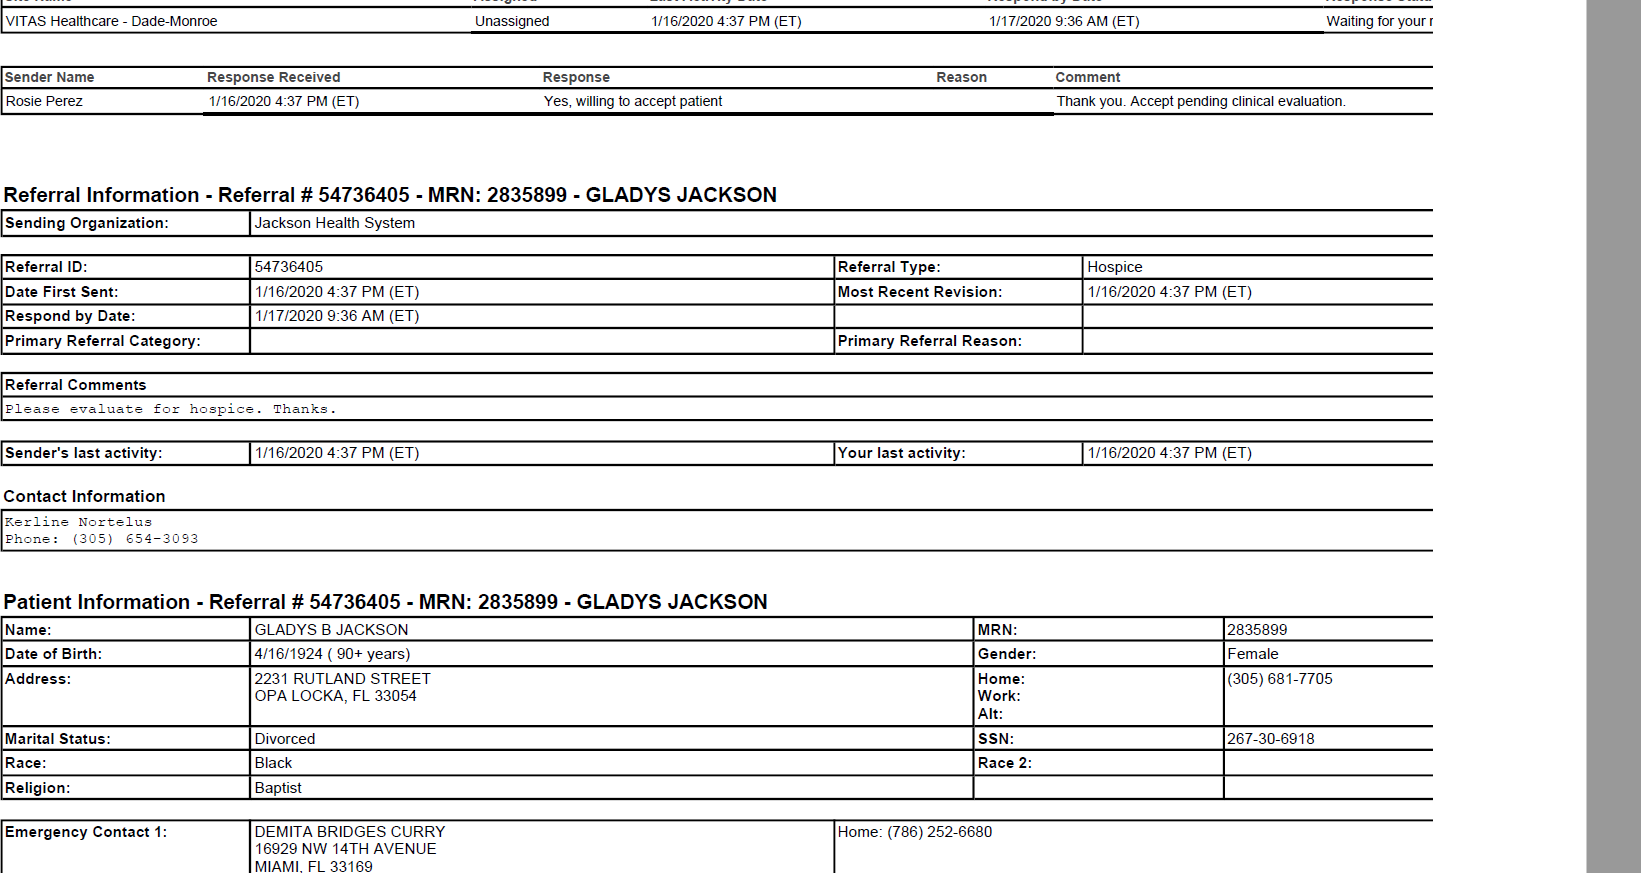 VITAS Healthcare - Dade-Monroe Unassigned 1/16/2020 4:37 PM (ET) 1/17/2020 9:36 AM (ET) Waiting for your
Sender Name Response Received Response Reason Comment
Rosie Perez 1/16/2020 4:37 PM (ET) Yes, willing to accept patient Thank you. Accept pending clinical evaluation.
Referral Information - Referral # 54736405 - MRN: 2835899 - GLADYS JACKSON
Sending Organization: Jackson Health System
Referral ID: 54736405 Referral Type: Hospice
Date First Sent: 1/16/2020 4:37 PM (ET) Most Recent Revision: 1/16/2020 4:37 PM (ET)
Respond by Date: 1/17/2020 9:36 AM (ET)
Primary Referral Category: Primary Referral Reason:
Referral Comments
Please evaluate for hospice. Thanks.
Sender's last activity: 1/16/2020 4:37 PM (ET) Your last activity: 1/16/2020 4:37 PM (ET)
Contact Information
Kerline Nortelus
Phone: (305) 654-3093
Patient Information - Referral # 54736405 - MRN: 2835899 - GLADYS JACKSON
Name: GLADYS B JACKSON MRN: 2835899
Date of Birth: 4/16/1924 ( 90+ years) Gender: Female
Address: 2231 RUTLAND STREET Home: (305) 681-7705
OPA LOCKA, FL 33054 Work:
Alt:
Marital Status: Divorced SSN: 267-30-6918
Race: Black Race 2:
Religion: Baptist
Emergency Contact 1: DEMITA BRIDGES CURRY Home: (786) 252-6680
16929 NW 14TH AVENUE
MIAMI, FL 33169